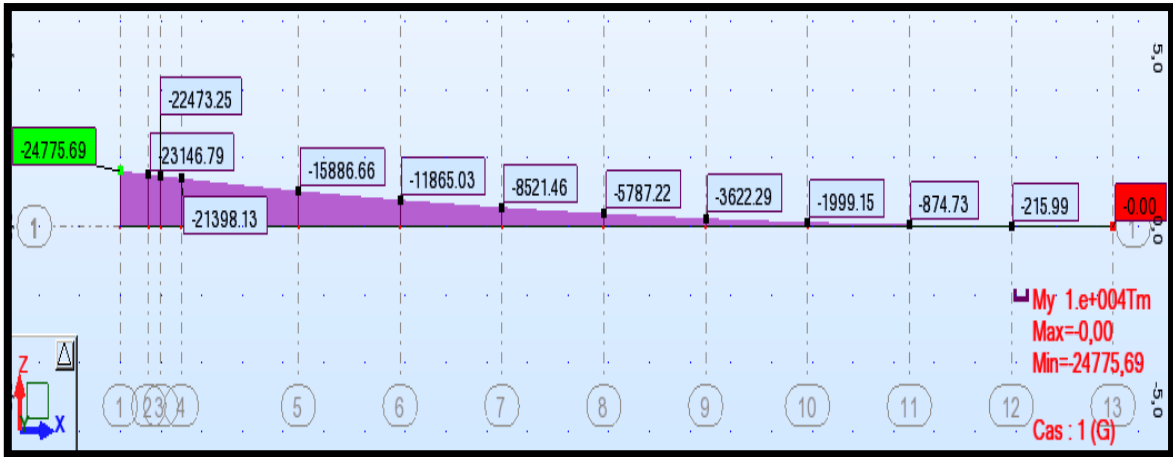 5,0
-22473.25
-24775.69
-23146.79
-15886.66
-11865.03
-8521.46
-5787.22
-3622.29
-1999.15
-874.73
-215.99
-0.00
-21398.13
1
1
0,0
My 1.e+004Tm
Max=-0,00
Min=-24775,69
Z
Y
X
1 2 3 4 5 6 7 8 9 10 11 12 13
-5,0
Cas : 1 (G)